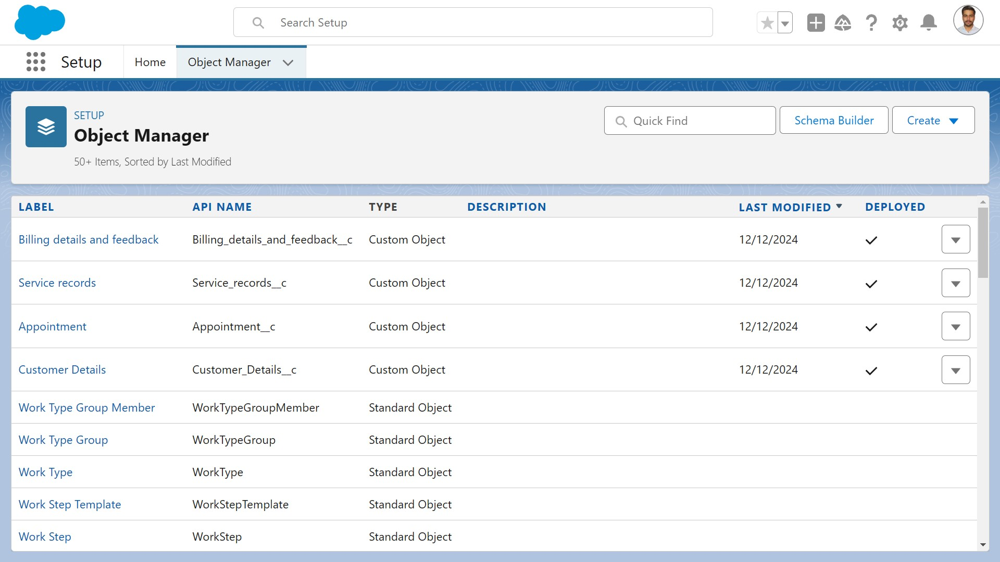 Search Setup
Setup
Home
Object Manager
SETUP
Object Manager
50+ Items, Sorted by Last Modified
Quick Find
Schema Builder
Create
LABEL API NAME TYPE DESCRIPTION LAST MODIFIED DEPLOYED
Billing details and feedback Billing_details_and_feedback__c Custom Object 12/12/2024
Service records Service_records__c Custom Object 12/12/2024
Appointment Appointment__c Custom Object 12/12/2024
Customer Details Customer_Details__c Custom Object 12/12/2024
Work Type Group Member WorkTypeGroupMember Standard Object
Work Type Group WorkTypeGroup Standard Object
Work Type WorkType Standard Object
Work Step Template WorkStepTemplate Standard Object
Work Step WorkStep Standard Object